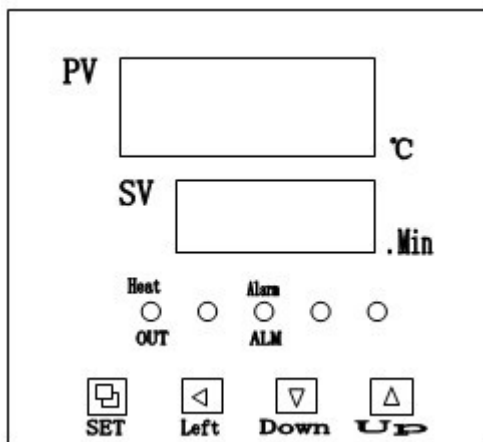 PV
℃
SV
.Min
Heat Alarm
OUT ALM
SET Left Down Up